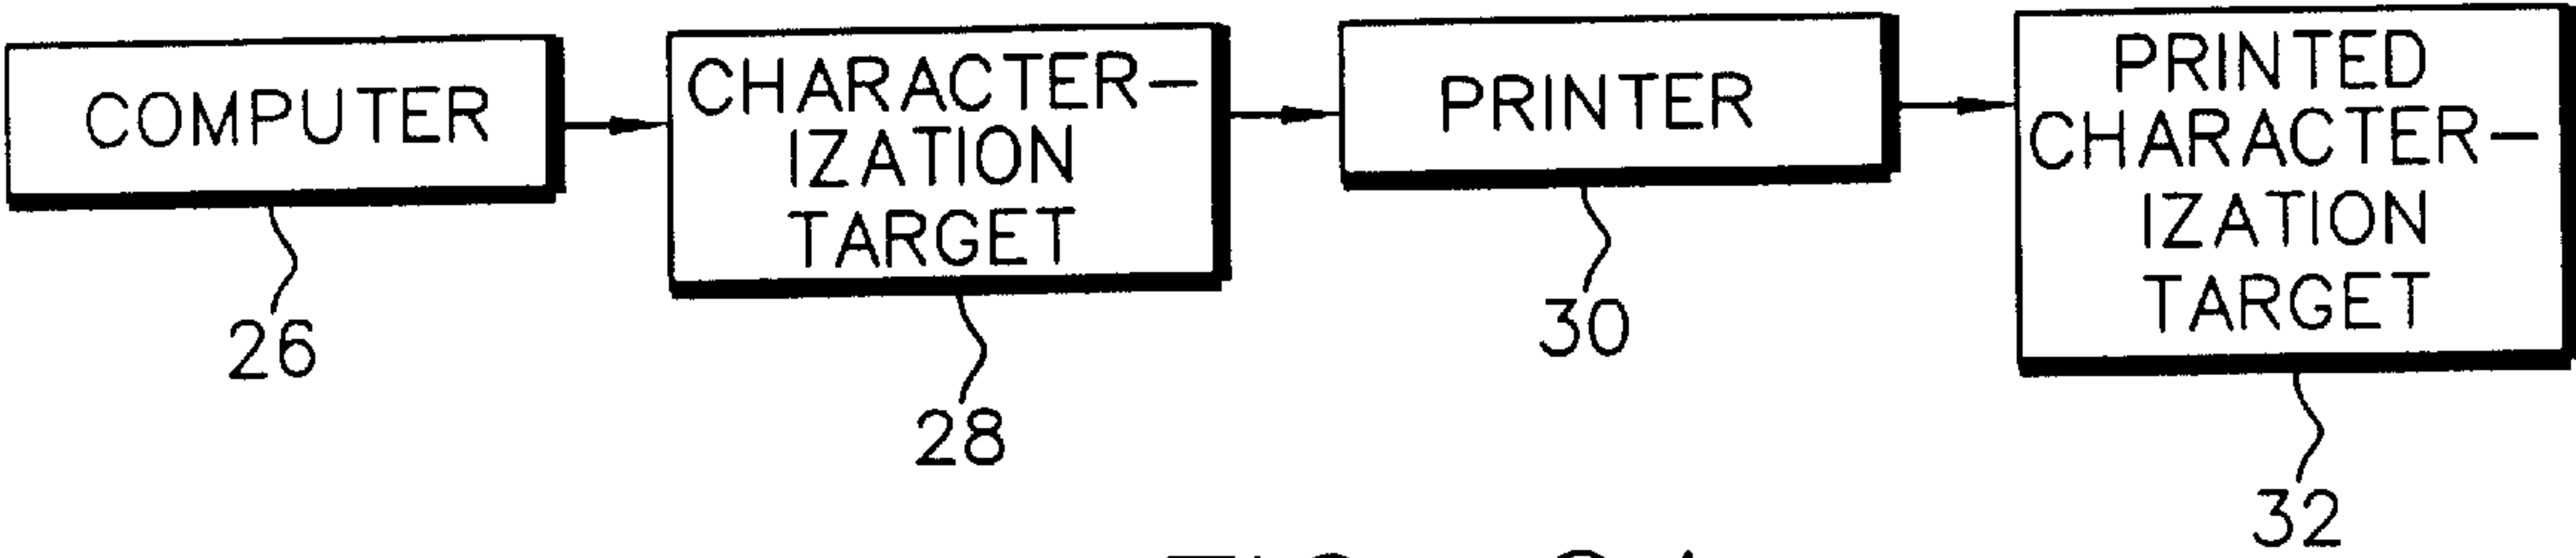 COMPUTER
CHARACTER-
IZATION
TARGET
PRINTER
PRINTED
CHARACTER-
IZATION
TARGET
26
28
30
32